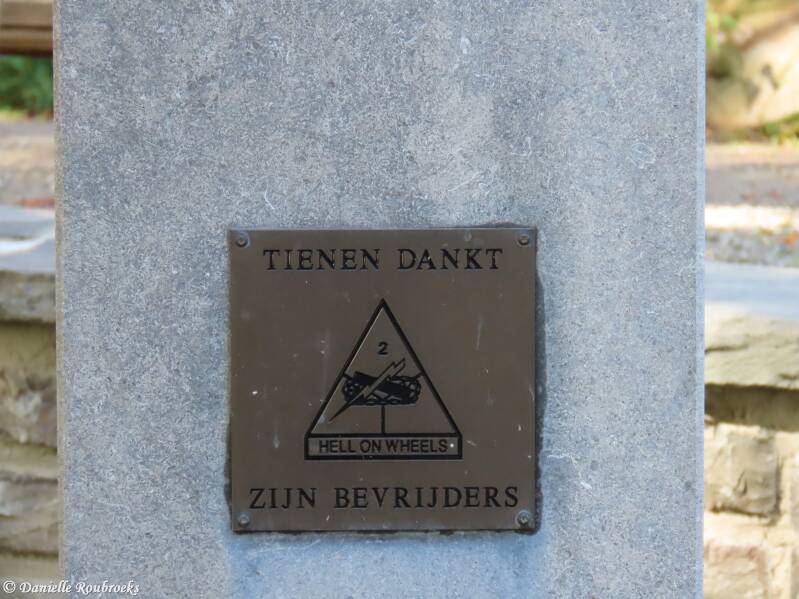 TIENEN DANKT
2
HELL ON WHEELS
ZIJN BEVRIJDERS
© Danielle Roubroeks